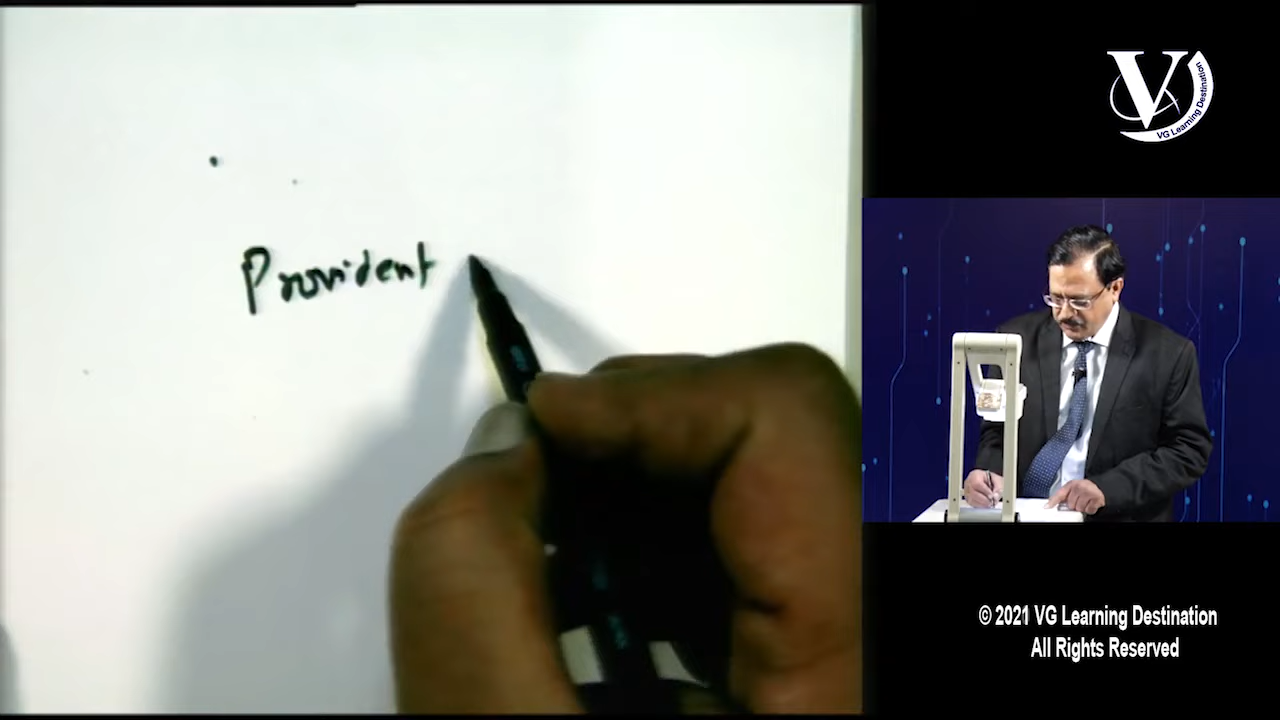 Provident
V
VG Learning Destination
© 2021 VG Learning Destination
All Rights Reserved